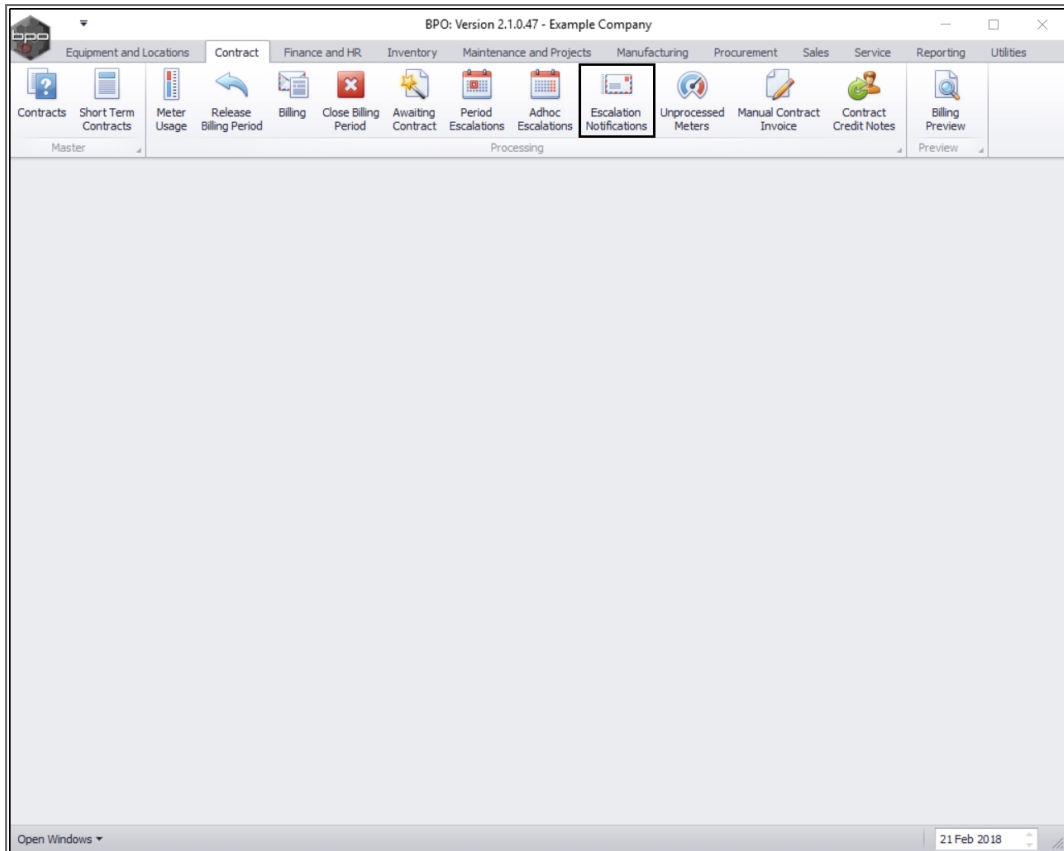 bpo
BPO: Version 2.1.0.47 - Example Company
Equipment and Locations Contract Finance and HR Inventory Maintenance and Projects Manufacturing Procurement Sales Service Reporting Utilities
Contracts Short Term Meter Release Billing Close Billing Awaiting Period Adhoc Escalation Unprocessed Manual Contract Contract Billing
Contracts Usage Billing Period Period Contract Escalations Escalations Notifications Meters Invoice Credit Notes Preview
Master Processing Preview
Open Windows 21 Feb 2018